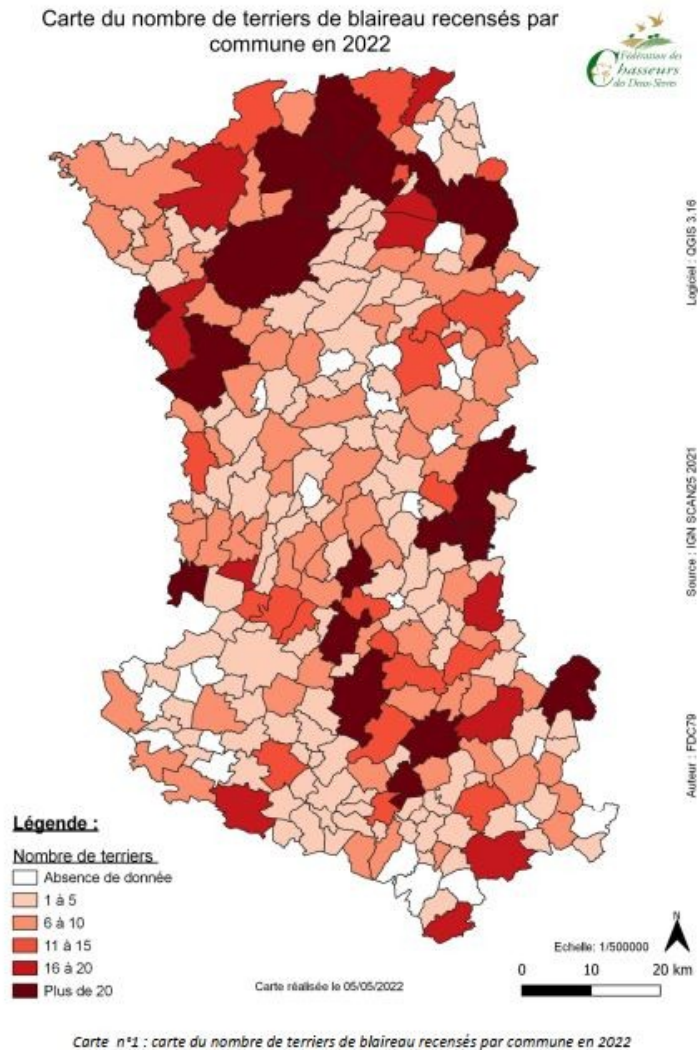 Carte du nombre de terriers de blaireau recensés par
commune en 2022
Fédération des
Chasseurs
des Deux-Sèvres
Logiciel : QGIS 3.16
Source : IGN SCAN25 2021
Auteur : FDC79
Légende :
Nombre de terriers
Absence de donnée
1 à 5
6 à 10
11 à 15
16 à 20
Plus de 20
Carte réalisée le 05/05/2022
N
Echelle: 1/500000
0 10 20 km
Carte n°1 : carte du nombre de terriers de blaireau recensés par commune en 2022